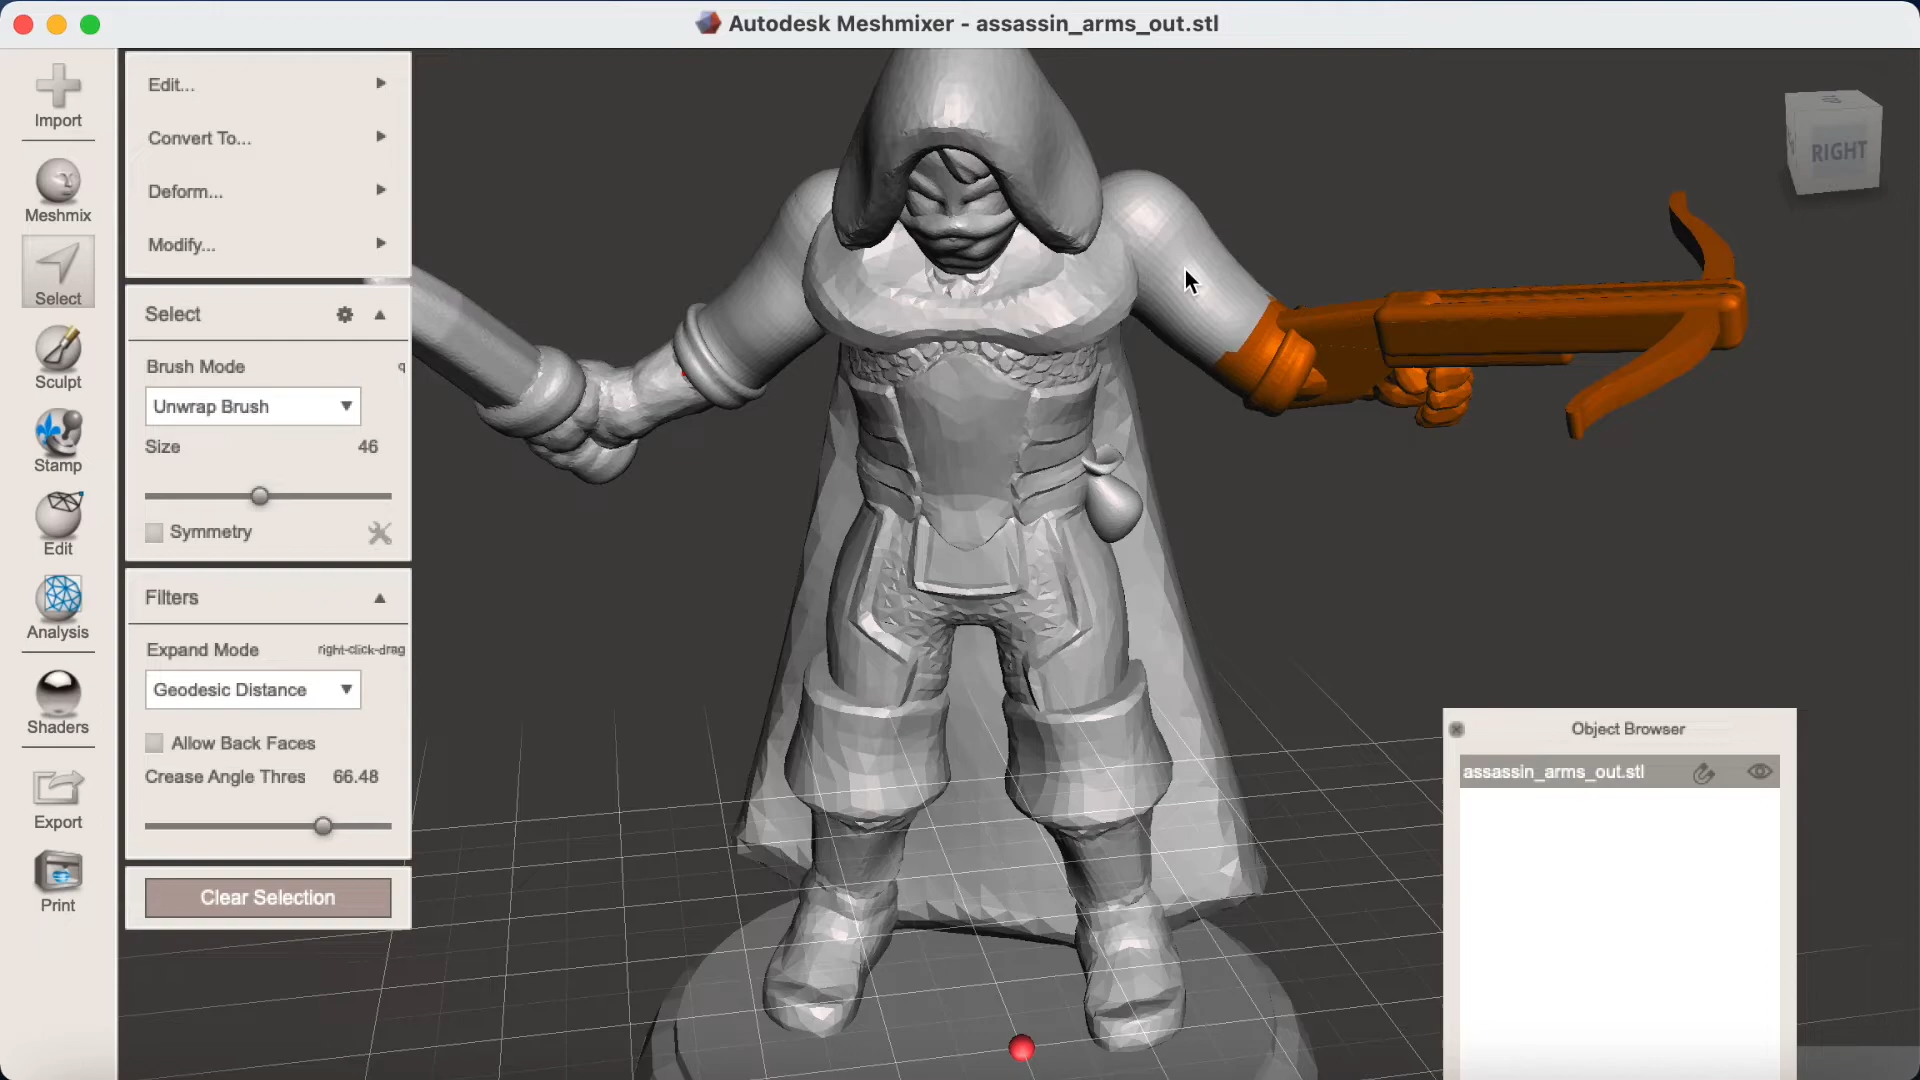 Autodesk Meshmixer - assassin_arms_out.stl
Import
Meshmix
Select
Sculpt
Stamp
Edit
Analysis
Shaders
Export
Print
Edit...
Convert To...
Deform...
Modify...
Select
Brush Mode q
Unwrap Brush
Size 46
Symmetry
Filters
Expand Mode right-click-drag
Geodesic Distance
Allow Back Faces
Crease Angle Thres 66.48
Clear Selection
RIGHT
Object Browser
assassin_arms_out.stl